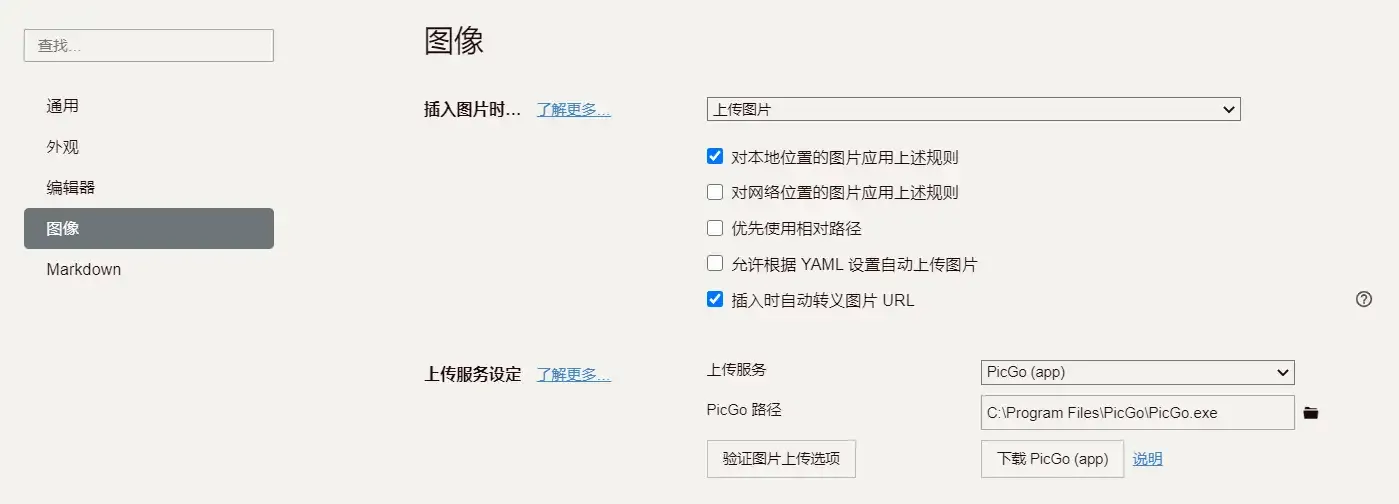 查找...
通用
外观
编辑器
图像
Markdown
图像
插入图片时... 了解更多... 上传图片
对本地位置的图片应用上述规则
对网络位置的图片应用上述规则
优先使用相对路径
允许根据 YAML 设置自动上传图片
插入时自动转义图片 URL
上传服务设定 了解更多... 上传服务 PicGo (app)
PicGo 路径 C:\Program Files\PicGo\PicGo.exe
验证图片上传选项 下载 PicGo (app) 说明